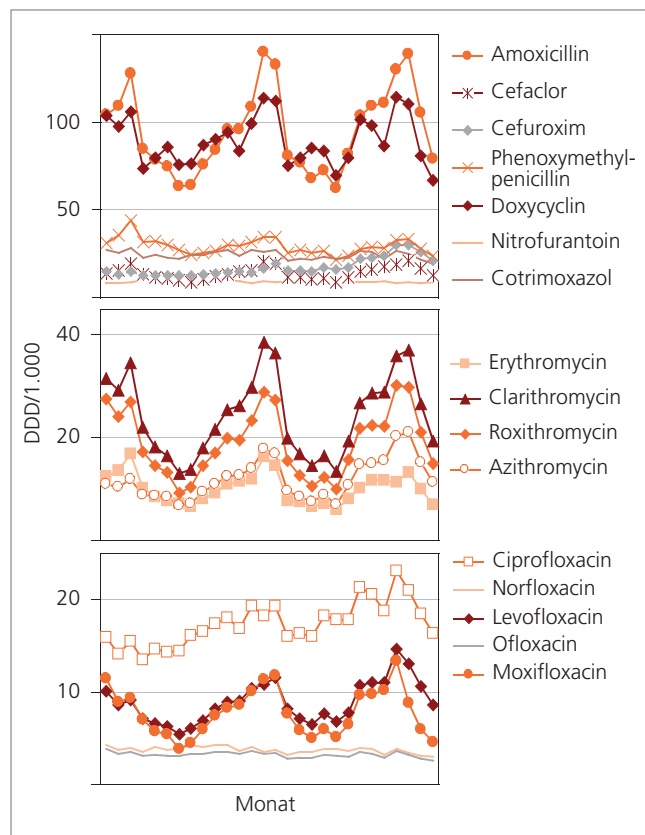 100
50
Amoxicillin
Cefaclor
Cefuroxim
Phenoxymethyl-
penicillin
Doxycyclin
Nitrofurantoin
Cotrimoxazol
DDD/1.000
40
20
Erythromycin
Clarithromycin
Roxithromycin
Azithromycin
20
10
Ciprofloxacin
Norfloxacin
Levofloxacin
Ofloxacin
Moxifloxacin
Monat